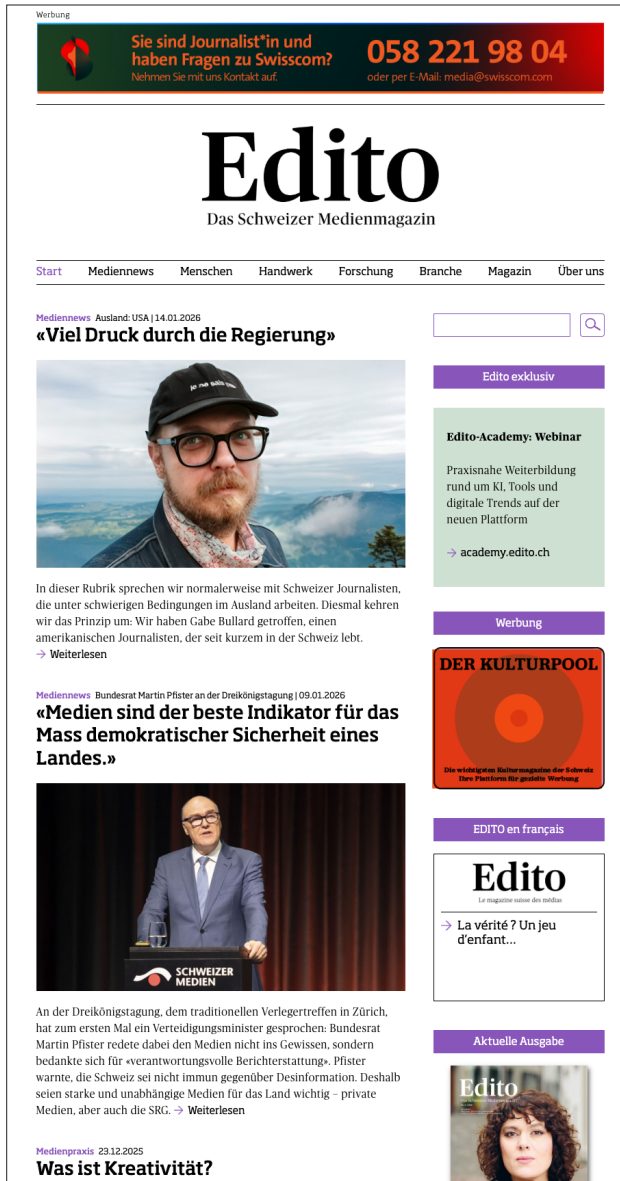 Werbung
Sie sind Journalist*in und
haben Fragen zu Swisscom?
Nehmen Sie mit uns Kontakt auf.
058 221 98 04
oder per E-Mail: media@swisscom.com
Edito
Das Schweizer Medienmagazin
Start Mediennews Menschen Handwerk Forschung Branche Magazin Über uns
Mediennews Ausland: USA | 14.01.2026
«Viel Druck durch die Regierung»
je ne sais
In dieser Rubrik sprechen wir normalerweise mit Schweizer Journalisten,
die unter schwierigen Bedingungen im Ausland arbeiten. Diesmal kehren
wir das Prinzip um: Wir haben Gabe Bullard getroffen, einen
amerikanischen Journalisten, der seit kurzem in der Schweiz lebt.
→ Weiterlesen
Mediennews Bundesrat Martin Pfister an der Dreikönigstagung | 09.01.2026
«Medien sind der beste Indikator für das
Mass demokratischer Sicherheit eines
Landes.»
SCHWEIZER
MEDIEN
An der Dreikönigstagung, dem traditionellen Verlegertreffen in Zürich,
hat zum ersten Mal ein Verteidigungsminister gesprochen: Bundesrat
Martin Pfister redete dabei den Medien nicht ins Gewissen, sondern
bedankte sich für «verantwortungsvolle Berichterstattung». Pfister
warnte, die Schweiz sei nicht immun gegenüber Desinformation. Deshalb
seien starke und unabhängige Medien für das Land wichtig – private
Medien, aber auch die SRG. → Weiterlesen
Medienpraxis 23.12.2025
Was ist Kreativität?
Edito exklusiv
Edito-Academy: Webinar
Praxisnahe Weiterbildung
rund um KI, Tools und
digitale Trends auf der
neuen Plattform
→ academy.edito.ch
Werbung
DER KULTURPOOL
Die wichtigsten Kulturmagazine der Schweiz
Ihre Plattform für gezielte Werbung
EDITO en français
Edito
Le magazine suisse des médias
→ La vérité ? Un jeu
d'enfant...
Aktuelle Ausgabe
Edito